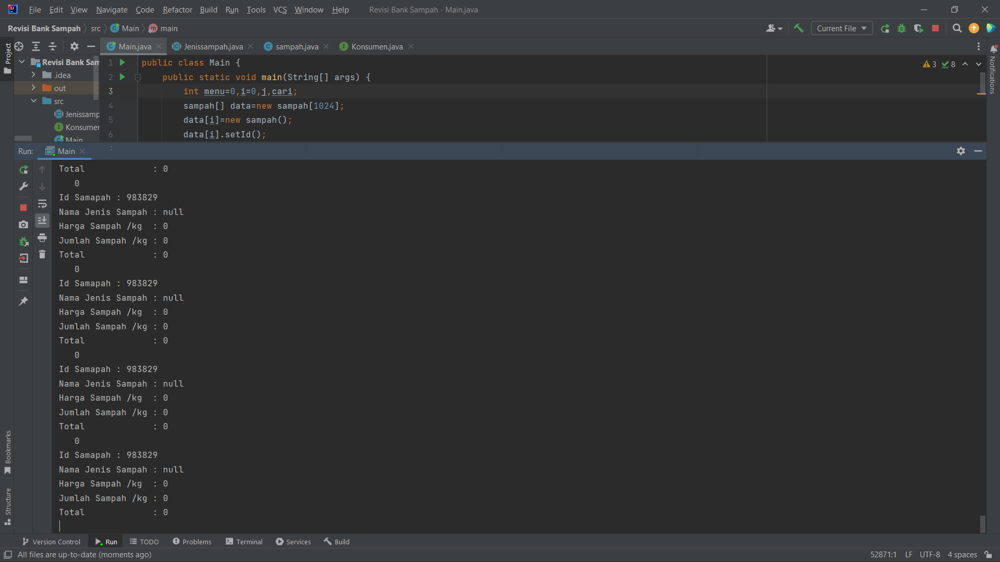 File Edit View Navigate Code Refactor Build Run Tools VCS Window Help Revisi Bank Sampah - Main.java
Revisi Bank Sampah src Main main Current File
Project
Main.java Jenissampah.java sampah.java Konsumen.java
Revisi Bank Sam
.idea
out
src
Jenissamp
Konsumer
Main
1 public class Main {
2 public static void main(String[] args) {
3 int menu=0,i=0,j,cari;
4 sampah[] data=new sampah[1024];
5 data[i]=new sampah();
6 data[i].setId();
3 8
Notifications
Run: Main
Total : 0
0
Id Samapah : 983829
Nama Jenis Sampah : null
Harga Sampah /kg : 0
Jumlah Sampah /kg : 0
Total : 0
0
Id Samapah : 983829
Nama Jenis Sampah : null
Harga Sampah /kg : 0
Jumlah Sampah /kg : 0
Total : 0
0
Id Samapah : 983829
Nama Jenis Sampah : null
Harga Sampah /kg : 0
Jumlah Sampah /kg : 0
Total : 0
0
Id Samapah : 983829
Nama Jenis Sampah : null
Harga Sampah /kg : 0
Jumlah Sampah /kg : 0
Total : 0
Bookmarks
Structure
Version Control Run TODO Problems Terminal Services Build
All files are up-to-date (moments ago) 52871:1 LF UTF-8 4 spaces